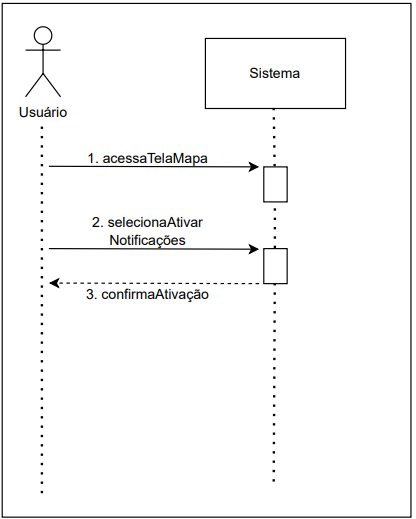 Sistema
Usuário
1. acessaTelaMapa
2. selecionaAtivar
Notificações
3. confirmaAtivação